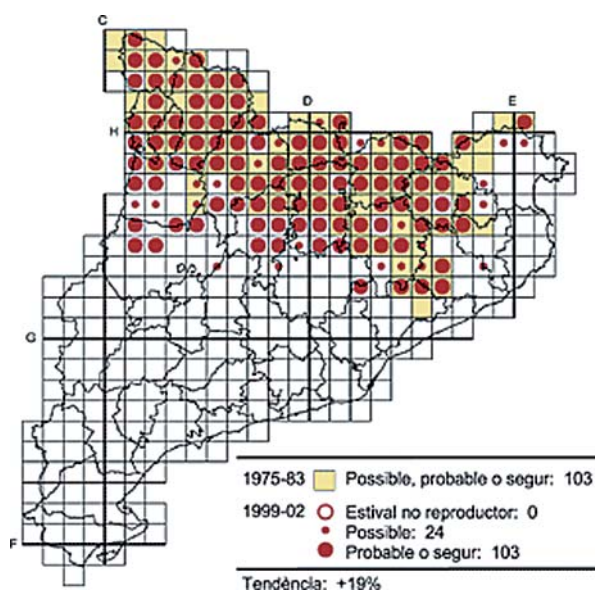 C
D
E
H
G
F
1975-83 Possible, probable o segur: 103
1999-02 Estival no reproductor: 0
Possible: 24
Probable o segur: 103
Tendència: +19%